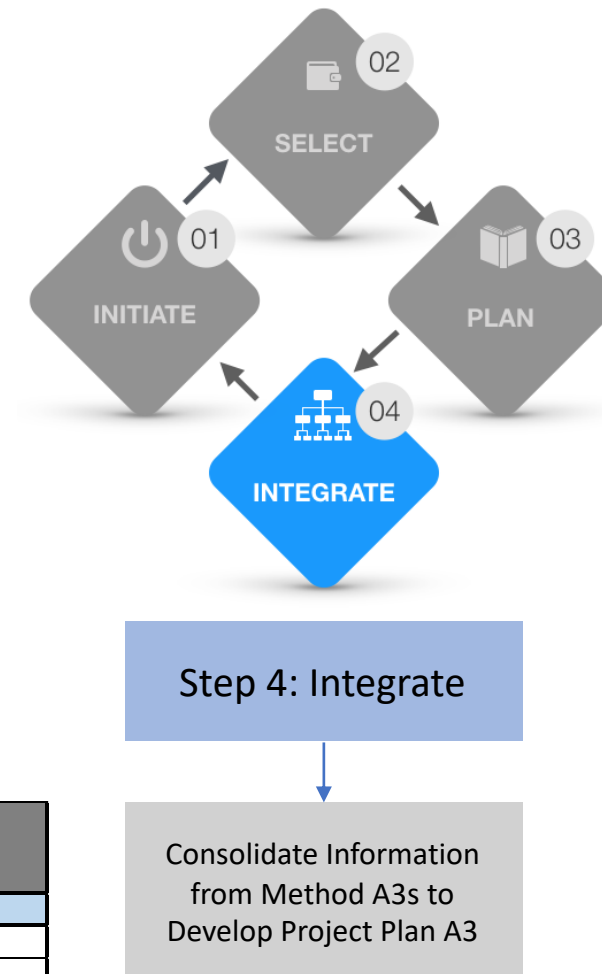 02
SELECT
01
INITIATE
03
PLAN
04
INTEGRATE
Step 4: Integrate
Consolidate Information
from Method A3s to
Develop Project Plan A3